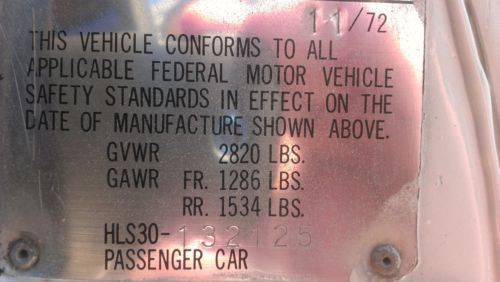 11/72
THIS VEHICLE CONFORMS TO ALL
APPLICABLE FEDERAL MOTOR VEHICLE
SAFETY STANDARDS IN EFFECT ON THE
DATE OF MANUFACTURE SHOWN ABOVE.
GVWR 2820 LBS.
GAWR FR. 1286 LBS.
RR. 1534 LBS.
HLS30-132125
PASSENGER CAR